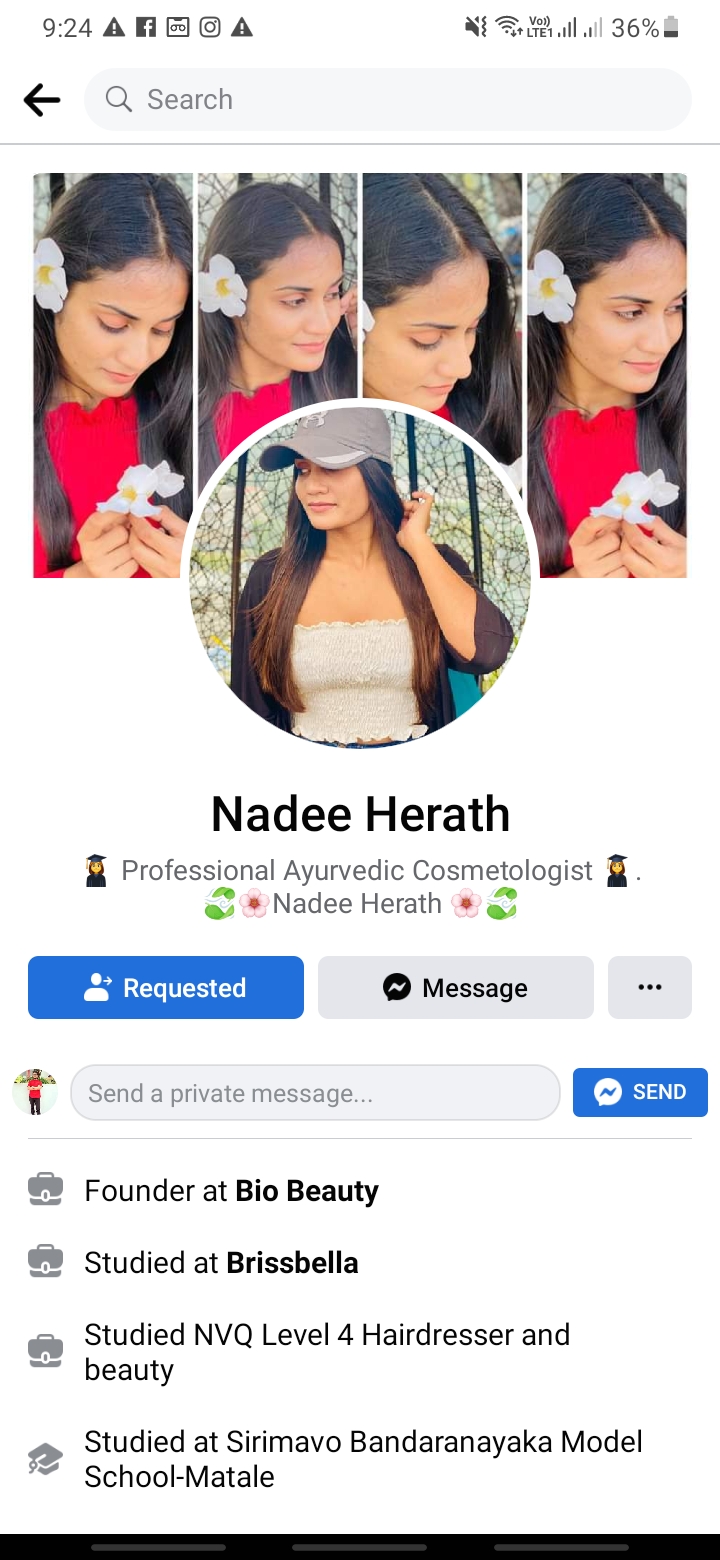 9:24
Vo))
LTE1
36%
Search
Nadee Herath
Professional Ayurvedic Cosmetologist .
Nadee Herath
Requested
Message
Send a private message...
SEND
Founder at Bio Beauty
Studied at Brissbella
Studied NVQ Level 4 Hairdresser and
beauty
Studied at Sirimavo Bandaranayaka Model
School-Matale